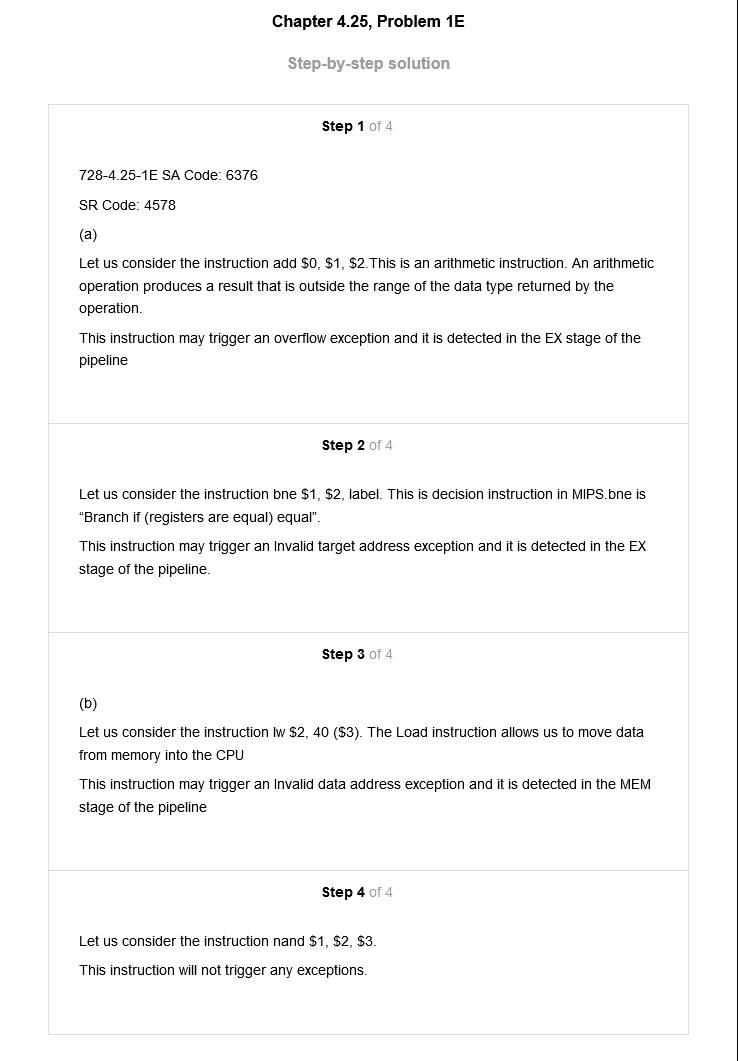 Chapter 4.25, Problem 1E
Step-by-step solution
Step 1 of 4
728-4.25-1E SA Code: 6376
SR Code: 4578
(a)
Let us consider the instruction add $0, $1, $2.This is an arithmetic instruction. An arithmetic
operation produces a result that is outside the range of the data type returned by the
operation.
This instruction may trigger an overflow exception and it is detected in the EX stage of the
pipeline
Step 2 of 4
Let us consider the instruction bne $1, $2, label. This is decision instruction in MIPS.bne is
“Branch if (registers are equal) equal”.
This instruction may trigger an Invalid target address exception and it is detected in the EX
stage of the pipeline.
Step 3 of 4
(b)
Let us consider the instruction lw $2, 40 ($3). The Load instruction allows us to move data
from memory into the CPU
This instruction may trigger an Invalid data address exception and it is detected in the MEM
stage of the pipeline
Step 4 of 4
Let us consider the instruction nand $1, $2, $3.
This instruction will not trigger any exceptions.